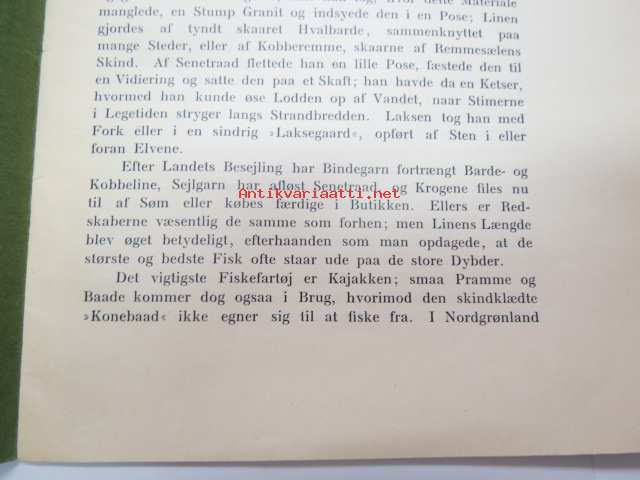 manglede, en Stump Granit og indsyede den i en Pose; Linen
gjordes af tyndt skaaret Hvalbarde, sammenknyttet paa
mange Steder, eller af Kobberemme, skaarne af Remmesælens
Skind. Af Senetraad flettede han en lille Pose, fæstede den til
en Vidiering og satte den paa et Skaft; han havde da en Ketser,
hvormed han kunde øse Lodden op af Vandet, naar Stimerne
i Legetiden stryger langs Strandbredden. Laksen tog han med
Fork eller i en sindrig »Laksegaard«, opført af Sten i eller
foran Elvene.
Efter Landets Besejling har Bindegarn fortrængt Barde- og
Kobbeline, Sejlgarn har afløst Senetraad, og Krogene files nu
Antikvariaatti.net
til af Søm eller købes færdige i Butikken. Ellers er Red-
skaberne væsentlig de samme som forhen; men Linens Længde
blev øget betydeligt, efterhaanden som man opdagede, at de
største og bedste Fisk ofte staar ude paa de store Dybder.
Det vigtigste Fiskefartøj er Kajakken; smaa Pramme og
Baade kommer dog ogsaa i Brug, hvorimod den skindklædte
»Konebaad« ikke egner sig til at fiske fra. I Nordgrønland